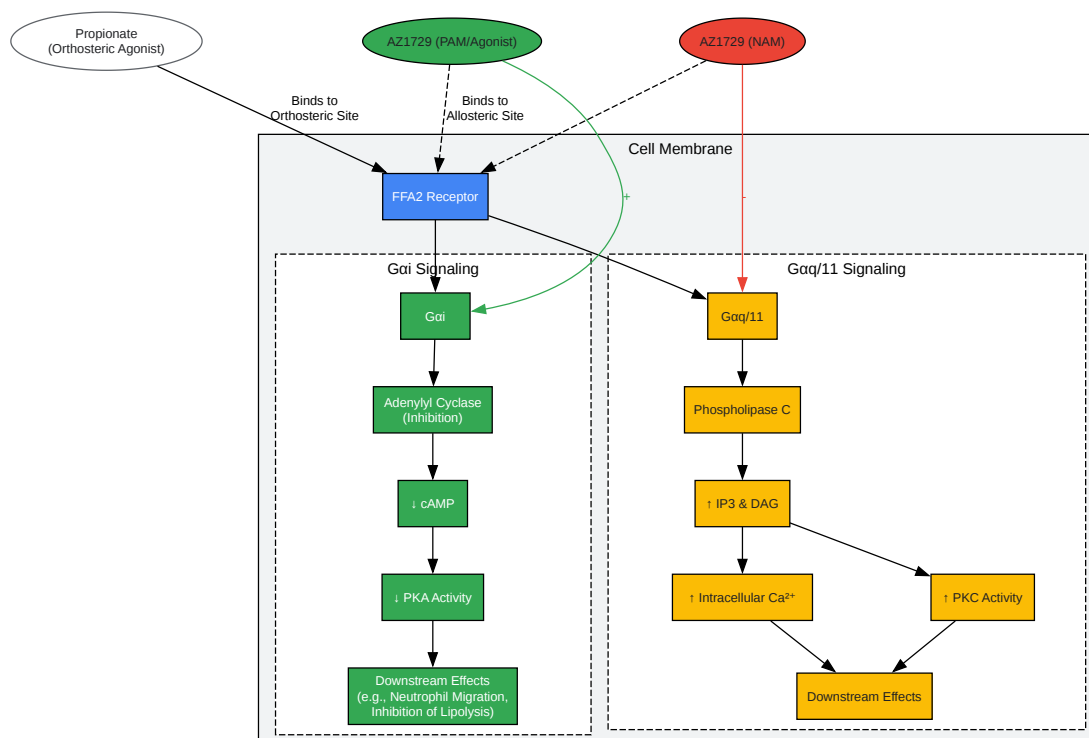 Propionate
(Orthosteric Agonist)
AZ1729 (PAM/Agonist)
AZ1729 (NAM)
Binds to
Orthosteric Site
Binds to
Allosteric Site
Cell Membrane
FFA2 Receptor
+
-
Gαi Signaling
Gαq/11 Signaling
Gαi
Gαq/11
Adenylyl Cyclase
(Inhibition)
Phospholipase C
↓ cAMP
↑ IP3 & DAG
↓ PKA Activity
↑ Intracellular Ca²⁺
↑ PKC Activity
Downstream Effects
(e.g., Neutrophil Migration,
Inhibition of Lipolysis)
Downstream Effects